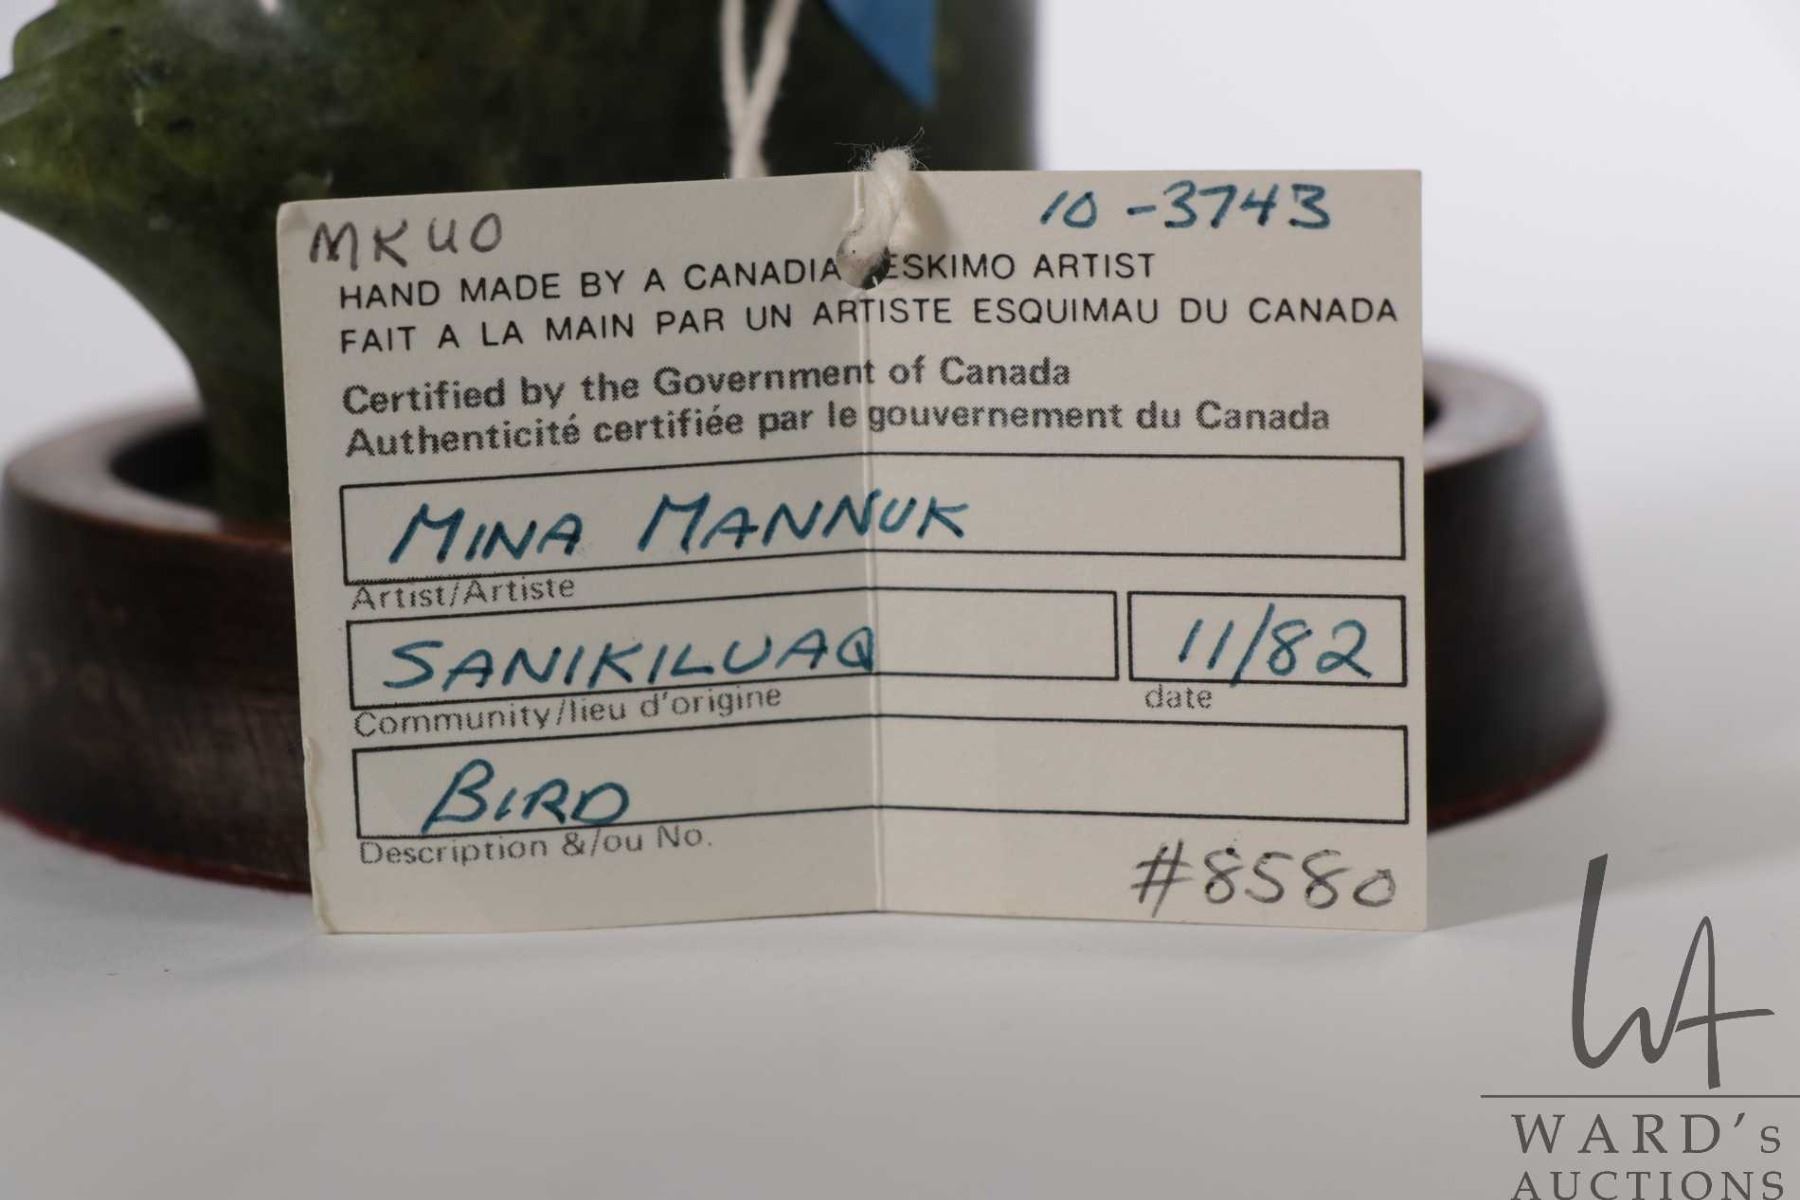 MKUO
10-3743
HAND MADE BY A CANADIA ESKIMO ARTIST
FAIT A LA MAIN PAR UN ARTISTE ESQUIMAU DU CANADA
Certified by the Government of Canada
Authenticité certifiée par le gouvernement du Canada
MINA MANNUK
Artist/Artiste
SANIKILUAQ
11/82
Community/lieu d'origine
date
BIRD
Description &/ou No.
#8580
WA
WARD's
AUCTIONS